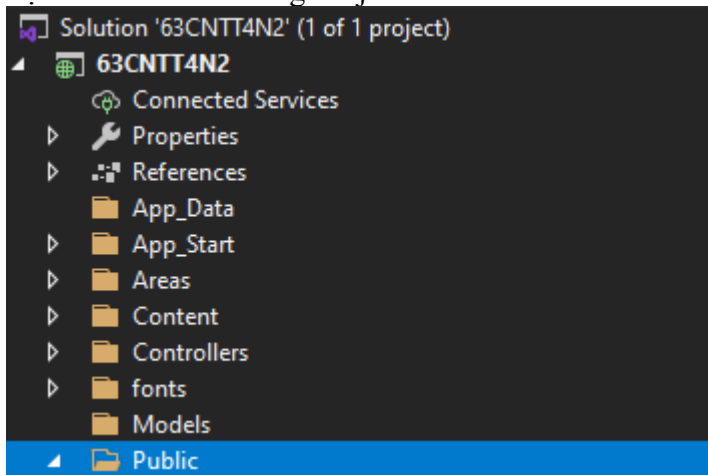 Solution '63CNTT4N2' (1 of 1 project)
63CNTT4N2
Connected Services
Properties
References
App_Data
App_Start
Areas
Content
Controllers
fonts
Models
Public